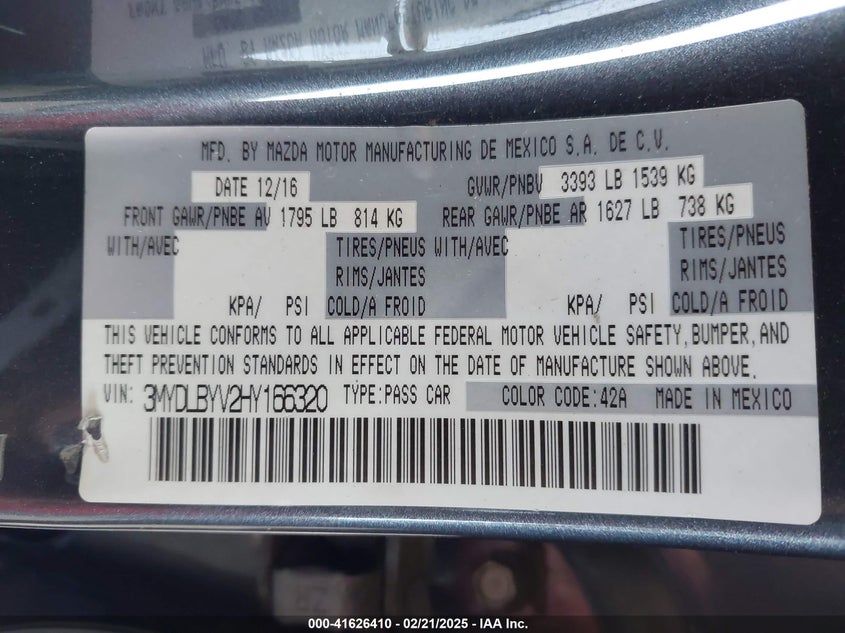 MFD. BY MAZDA MOTOR MANUFACTURING DE MEXICO S.A. DE C.V.
DATE 12/16 GVWR/PNBV 3393 LB 1539 KG
FRONT GAWR/PNBE AV 1795 LB 814 KG REAR GAWR/PNBE AR 1627 LB 738 KG
WITH/AVEC TIRES/PNEUS WITH/AVEC TIRES/PNEUS
RIMS/JANTES RIMS/JANTES
KPA/ PSI COLD/A FROID KPA/ PSI COLD/A FROID
THIS VEHICLE CONFORMS TO ALL APPLICABLE FEDERAL MOTOR VEHICLE SAFETY, BUMPER, AND
THEFT PREVENTION STANDARDS IN EFFECT ON THE DATE OF MANUFACTURE SHOWN ABOVE.
VIN: 3MYDLBYV2HY166320 TYPE:PASS CAR COLOR CODE:42A MADE IN MEXICO
000-41626410 - 02/21/2025 - IAA Inc.